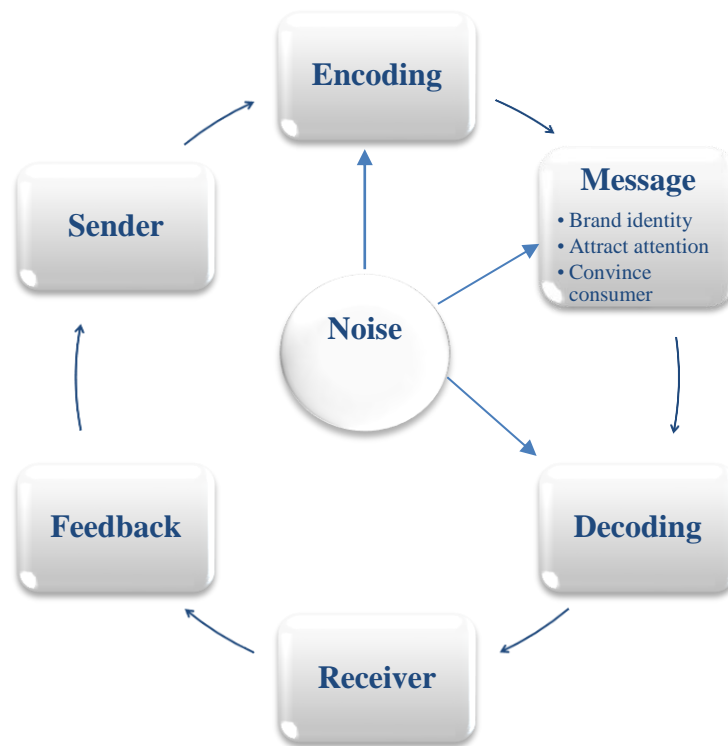 Encoding
Message
• Brand identity
• Attract attention
• Convince
consumer
Sender
Noise
Feedback
Decoding
Receiver